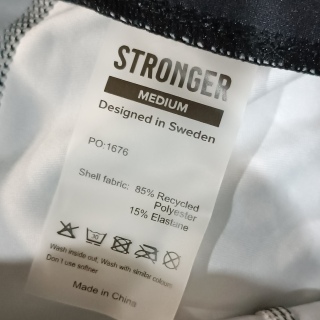 STRONGER
MEDIUM
Designed in Sweden
PO:1676
Shell fabric: 85% Recycled
Polyester
15% Elastane
30
Wash inside out. Wash with similar colours
Don't use softner
Made in China